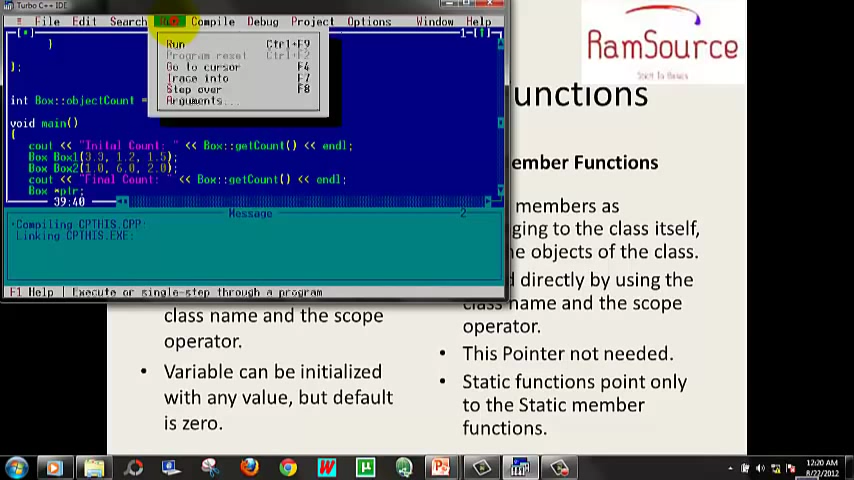 Turbo C++ IDE
File Edit Search Run Compile Debug Project Options Window Help
Run Ctrl+F9
Program reset Ctrl+F2
Go to cursor F4
Trace into F7
Step over F8
Arguments...
1
}
};
int Box::objectCount =
void main()
{
cout << "Inital Count: " << Box::getCount() << endl;
Box Box1(3.3, 1.2, 1.5);
Box Box2(1.0, 6.0, 2.0);
cout << "Final Count: " << Box::getCount() << endl;
Box *ptr;
39:40
Message 2
Compiling CPTHIS.CPP:
Linking CPTHIS.EXE:
F1 Help | Execute or single-step through a program
RamSource
unctions
ember Functions
members as
ging to the class itself,
e objects of the class.
d directly by using the
class name and the scope
operator.
• This Pointer not needed.
• Static functions point only
to the Static member
functions.
class name and the scope
operator.
• Variable can be initialized
with any value, but default
is zero.
12:20 AM
8/22/2012